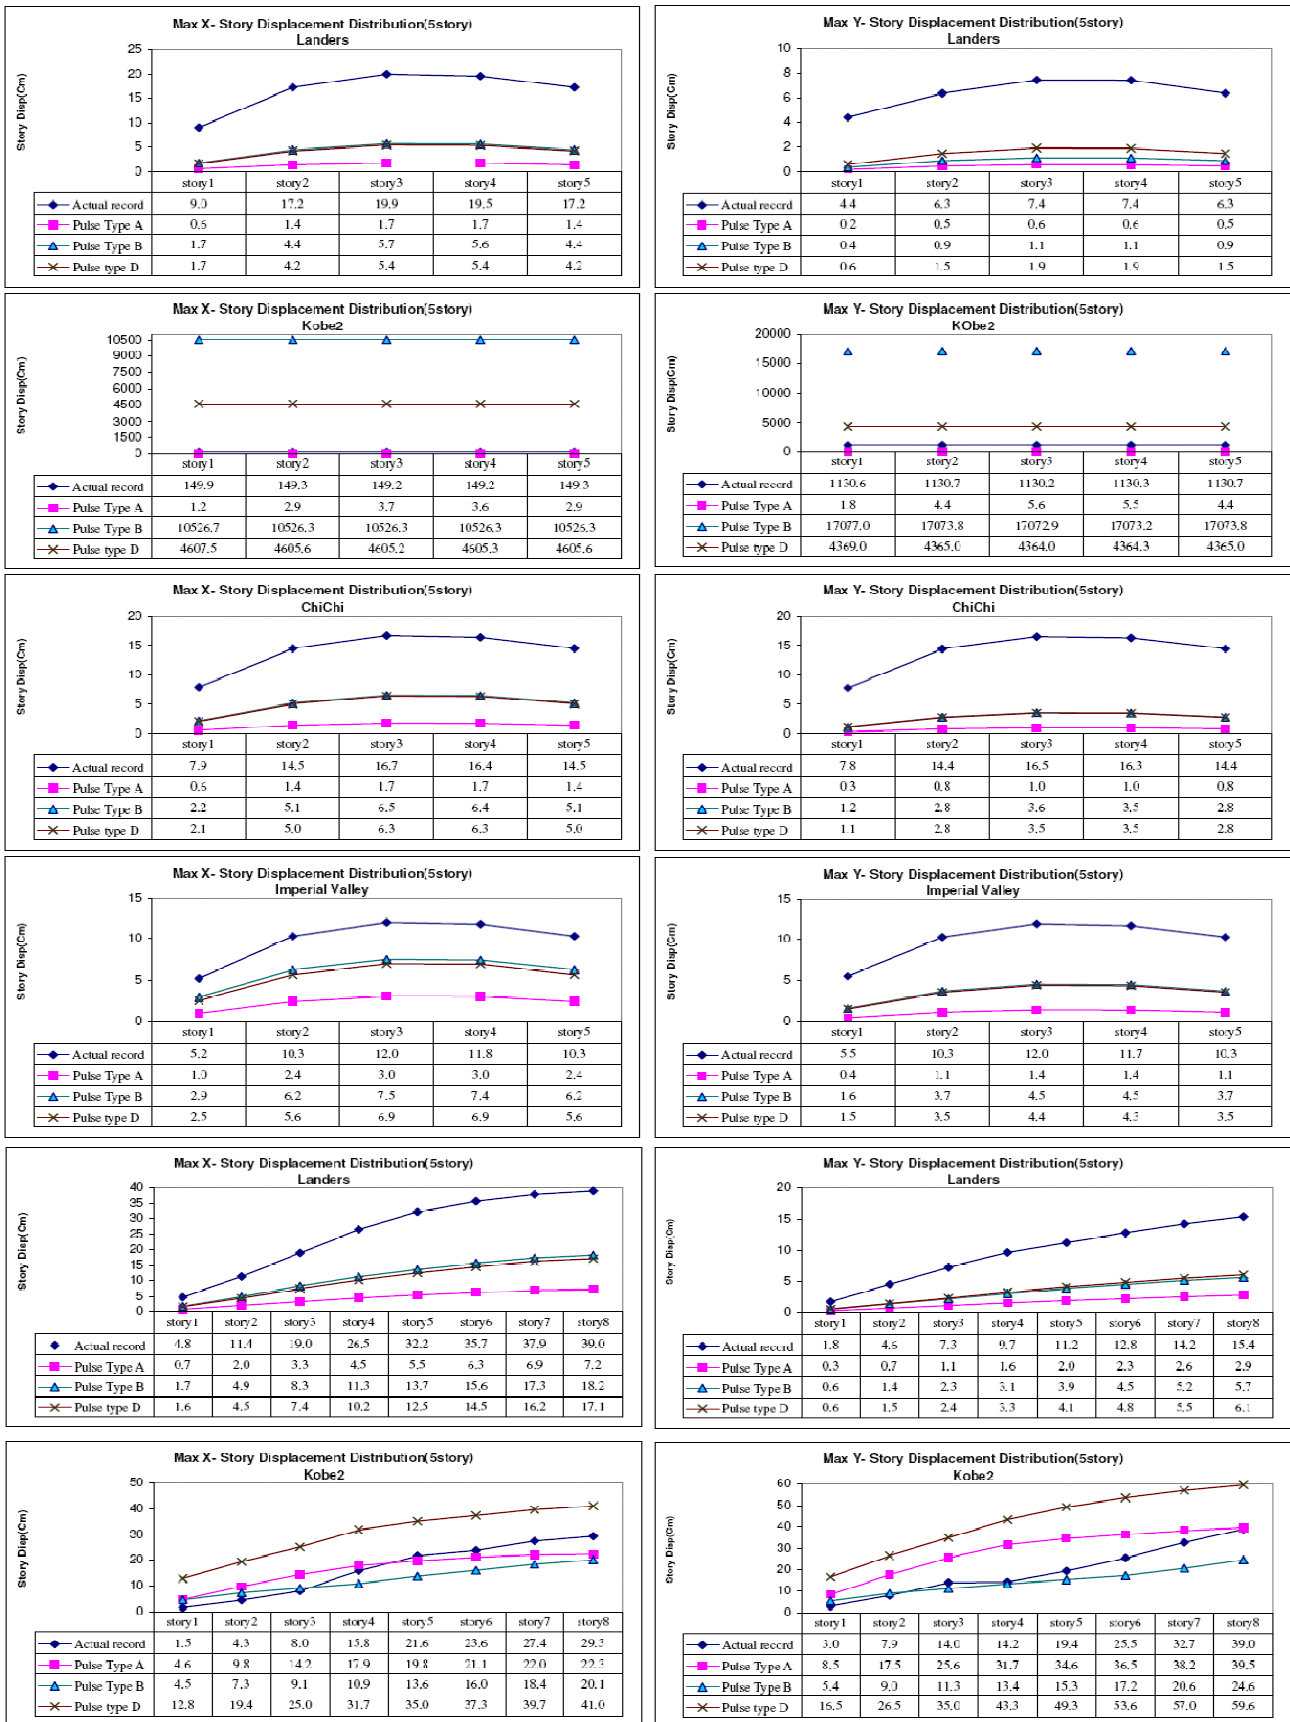 Max X- Story Displacement Distribution(5story)
Landers
Story Disp(Cm)
25
20
15
10
5
0
story1 story2 story3 story4 story5
Actual record 9.0 17.2 19.9 19.5 17.2
Pulse Type A 0.6 1.4 1.7 1.7 1.4
Pulse Type B 1.7 4.4 5.7 5.6 4.4
Pulse type D 1.7 4.2 5.4 5.4 4.2
Max Y- Story Displacement Distribution(5story)
Landers
Story Disp(Cm)
10
8
6
4
2
0
story1 story2 story3 story4 story5
Actual record 4.4 6.3 7.4 7.4 6.3
Pulse Type A 0.2 0.5 0.6 0.6 0.5
Pulse Type B 0.4 0.9 1.1 1.1 0.9
Pulse type D 0.6 1.5 1.9 1.9 1.5
Max X- Story Displacement Distribution(5story)
Kobe2
Story Disp(Cm)
10500
9000
7500
6000
4500
3000
1500
0
story1 story2 story3 story4 story5
Actual record 149.9 149.3 149.2 149.2 149.3
Pulse Type A 1.2 2.9 3.7 3.6 2.9
Pulse Type B 10526.7 10526.3 10526.3 10526.3 10526.3
Pulse type D 4607.5 4605.6 4605.2 4605.3 4605.6
Max Y- Story Displacement Distribution(5story)
KObe2
Story Disp(Cm)
20000
15000
10000
5000
0
story1 story2 story3 story4 story5
Actual record 1130.6 1130.7 1130.2 1130.3 1130.7
Pulse Type A 1.8 4.4 5.6 5.5 4.4
Pulse Type B 17077.0 17073.8 17072.9 17073.2 17073.8
Pulse type D 4369.0 4365.0 4364.0 4364.3 4365.0
Max X- Story Displacement Distribution(5story)
ChiChi
Story Disp(Cm)
20
15
10
5
0
story1 story2 story3 story4 story5
Actual record 7.9 14.5 16.7 16.4 14.5
Pulse Type A 0.6 1.4 1.7 1.7 1.4
Pulse Type B 2.2 5.1 6.5 6.4 5.1
Pulse type D 2.1 5.0 6.3 6.3 5.0
Max Y- Story Displacement Distribution(5story)
ChiChi
Story Disp(Cm)
20
15
10
5
0
story1 story2 story3 story4 story5
Actual record 7.8 14.4 16.5 16.3 14.4
Pulse Type A 0.3 0.8 1.0 1.0 0.8
Pulse Type B 1.2 2.8 3.6 3.5 2.8
Pulse type D 1.1 2.8 3.5 3.5 2.8
Max X- Story Displacement Distribution(5story)
Imperial Valley
Story Disp(Cm)
15
10
5
0
story1 story2 story3 story4 story5
Actual record 5.2 10.3 12.0 11.8 10.3
Pulse Type A 1.0 2.4 3.0 3.0 2.4
Pulse Type B 2.9 6.2 7.5 7.4 6.2
Pulse type D 2.5 5.6 6.9 6.9 5.6
Max Y- Story Displacement Distribution(5story)
Imperial Valley
Story Disp(Cm)
15
10
5
0
story1 story2 story3 story4 story5
Actual record 5.5 10.3 12.0 11.7 10.3
Pulse Type A 0.4 1.1 1.4 1.4 1.1
Pulse Type B 1.6 3.7 4.5 4.5 3.7
Pulse type D 1.5 3.5 4.4 4.3 3.5
Max X- Story Displacement Distribution(5story)
Landers
Story Disp(Cm)
40
35
30
25
20
15
10
5
0
story1 story2 story3 story4 story5 story6 story7 story8
Actual record 4.8 11.4 19.0 26.5 32.2 35.7 37.9 39.0
Pulse Type A 0.7 2.0 3.3 4.5 5.5 6.3 6.9 7.2
Pulse Type B 1.7 4.9 8.3 11.3 13.7 15.6 17.3 18.2
Pulse type D 1.6 4.5 7.4 10.2 12.5 14.5 16.2 17.1
Max Y- Story Displacement Distribution(5story)
Landers
Story Disp(Cm)
20
15
10
5
0
story1 story2 story3 story4 story5 story6 story7 story8
Actual record 1.8 4.6 7.3 9.7 11.2 12.8 14.2 15.4
Pulse Type A 0.3 0.7 1.1 1.6 2.0 2.3 2.6 2.9
Pulse Type B 0.6 1.4 2.3 3.1 3.9 4.5 5.2 5.7
Pulse type D 0.6 1.5 2.4 3.3 4.1 4.8 5.5 6.1
Max X- Story Displacement Distribution(5story)
Kobe2
Story Disp(Cm)
50
40
30
20
10
0
story1 story2 story3 story4 story5 story6 story7 story8
Actual record 1.5 4.3 8.0 15.8 21.6 23.6 27.4 29.3
Pulse Type A 4.6 9.8 14.2 17.9 19.8 21.1 22.0 22.3
Pulse Type B 4.5 7.3 9.1 10.9 13.6 16.0 18.4 20.1
Pulse type D 12.8 19.4 25.0 31.7 35.0 37.3 39.7 41.0
Max Y- Story Displacement Distribution(5story)
Kobe2
Story Disp(Cm)
60
50
40
30
20
10
0
story1 story2 story3 story4 story5 story6 story7 story8
Actual record 3.0 7.9 14.0 14.2 19.4 25.5 32.7 39.0
Pulse Type A 8.5 17.5 25.6 31.7 34.6 36.5 38.2 39.5
Pulse Type B 5.4 9.0 11.3 13.4 15.3 17.2 20.6 24.6
Pulse type D 16.5 26.5 35.0 43.3 49.3 53.6 57.0 59.6